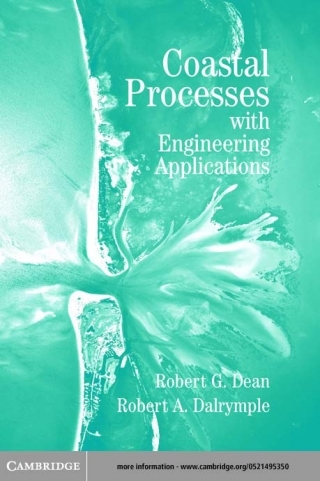 Coastal
Processes
with
Engineering
Applications
Robert G. Dean
Robert A. Dalrymple
CAMBRIDGE
more information - www.cambridge.org/0521495350